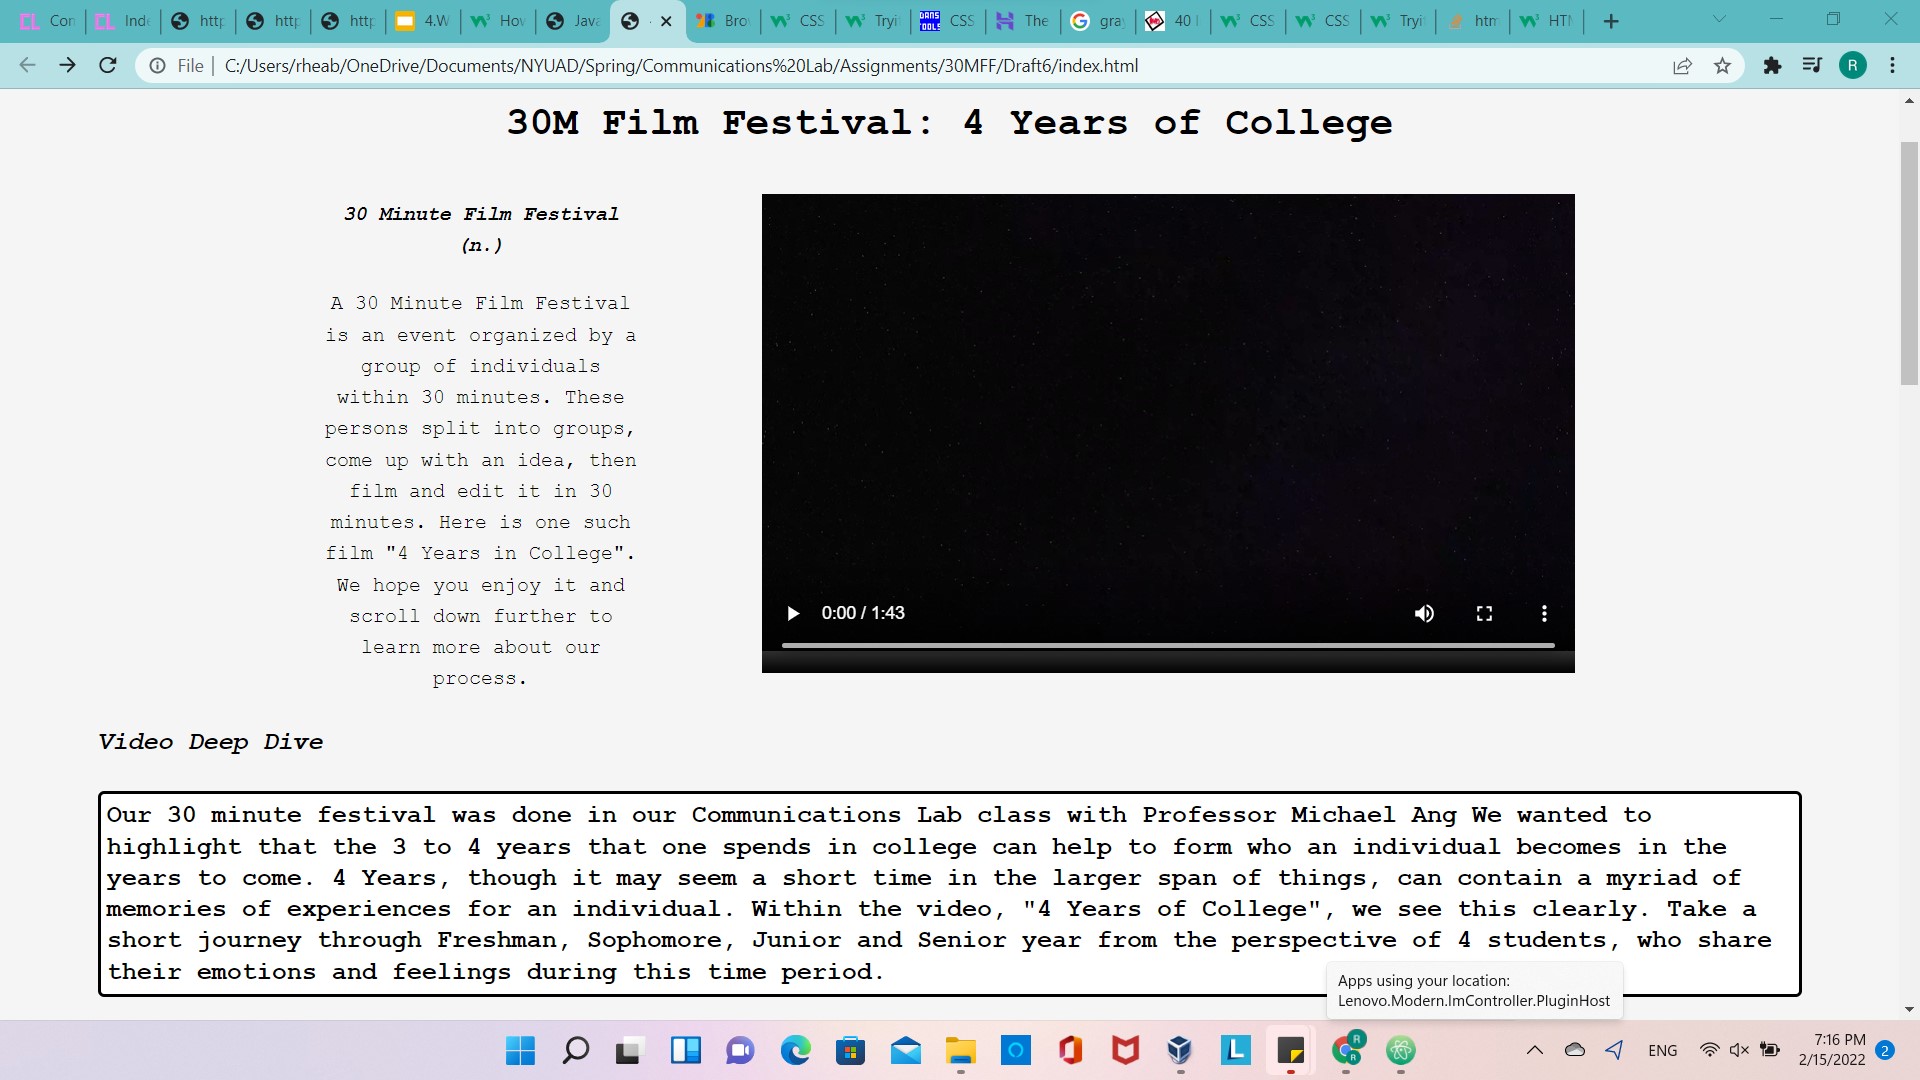 Con
Inde
http
http
http
4.W
How
Java
Bro
CSS
Tryi
CSS
The
gra
40
CSS
CSS
Tryi
htm
HTM
File
C:/Users/rheab/OneDrive/Documents/NYUAD/Spring/Communications%20Lab/Assignments/30MFF/Draft6/index.html
R
30M Film Festival: 4 Years of College
30 Minute Film Festival
(n.)
A 30 Minute Film Festival
is an event organized by a
group of individuals
within 30 minutes. These
persons split into groups,
come up with an idea, then
film and edit it in 30
minutes. Here is one such
film "4 Years in College".
We hope you enjoy it and
scroll down further to
learn more about our
process.
0:00 / 1:43
Video Deep Dive
Our 30 minute festival was done in our Communications Lab class with Professor Michael Ang We wanted to
highlight that the 3 to 4 years that one spends in college can help to form who an individual becomes in the
years to come. 4 Years, though it may seem a short time in the larger span of things, can contain a myriad of
memories of experiences for an individual. Within the video, "4 Years of College", we see this clearly. Take a
short journey through Freshman, Sophomore, Junior and Senior year from the perspective of 4 students, who share
their emotions and feelings during this time period.
Apps using your location:
Lenovo.Modern.ImController.PluginHost
ENG
7:16 PM
2/15/2022
2